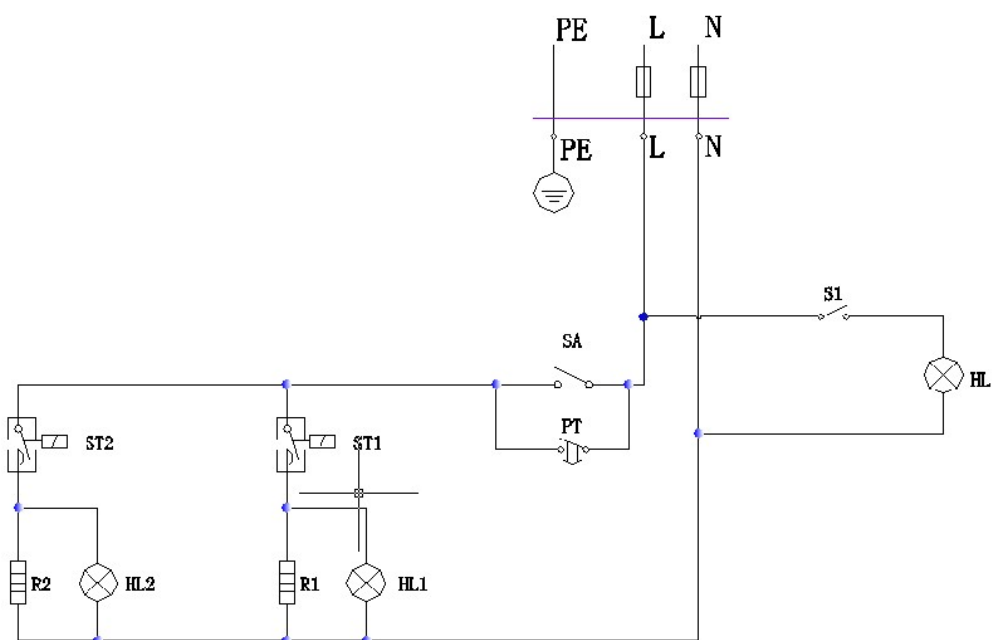 PE L N
PE L N
S1
SA
HL
PT
ST2 ST1
R2 HL2 R1 HL1